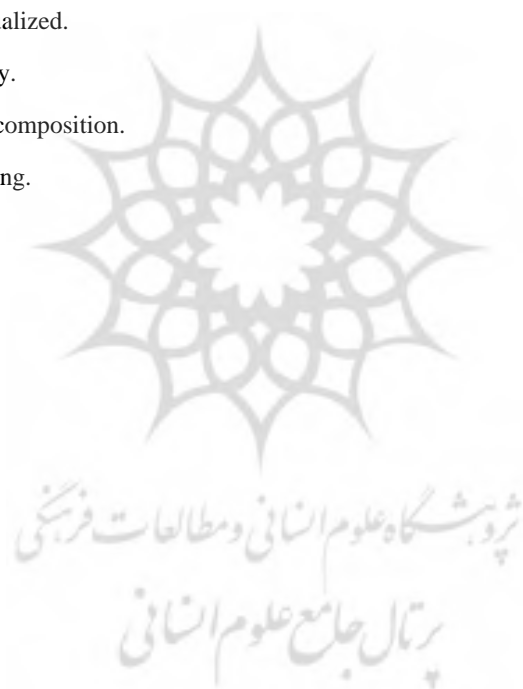 alized.
y.
composition.
ng.
پژوهشگاه علوم انسانی و مطالعات فرهنگی
پرتال جامع علوم انسانی